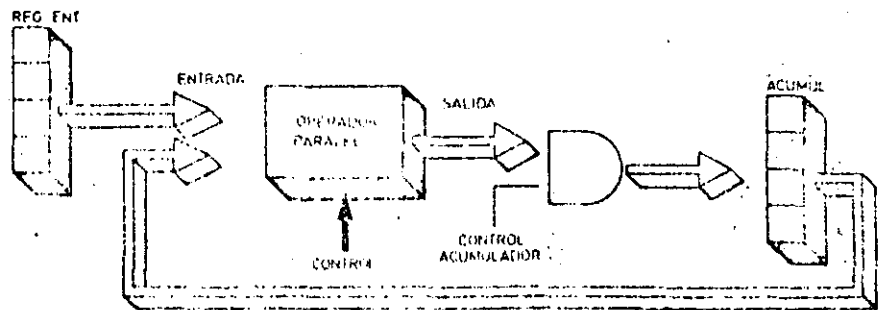 REG ENT
ENTRADA
OPERADOR
PARALEL
SALIDA
ACUMUL
CONTROL
CONTROL
ACUMULADOR